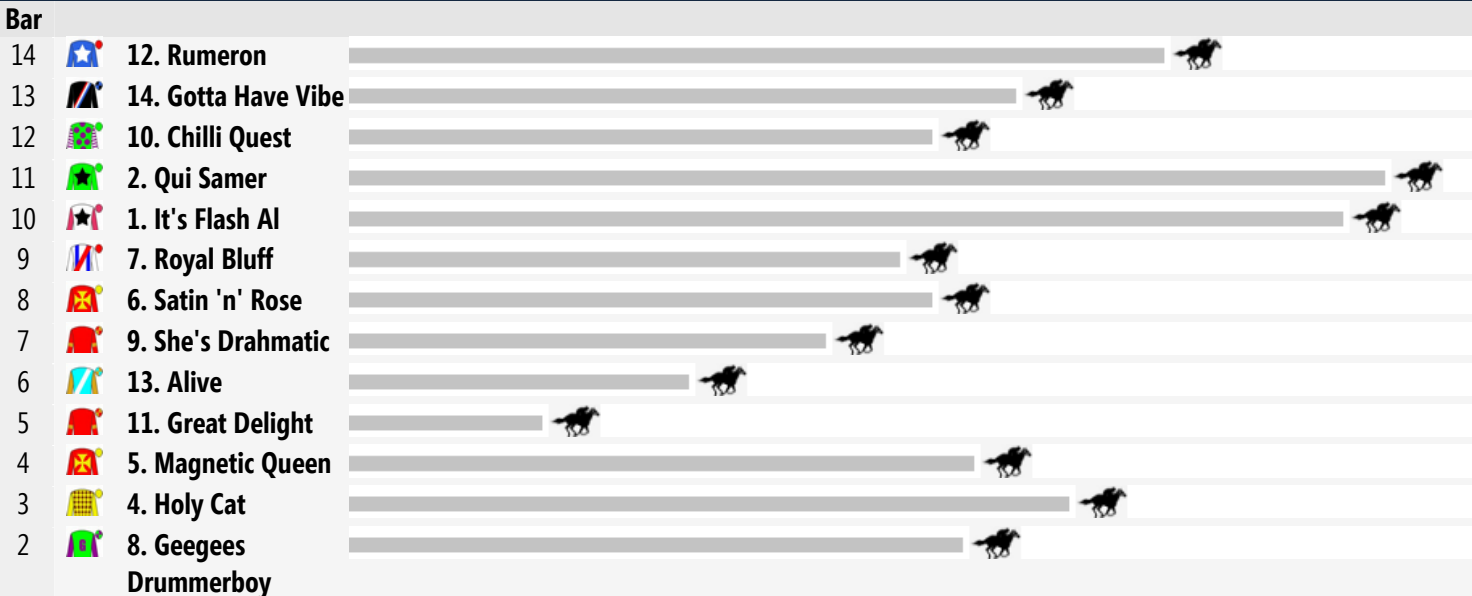 Bar
14 12. Rumeron
13 14. Gotta Have Vibe
12 10. Chilli Quest
11 2. Qui Samer
10 1. It's Flash Al
9 7. Royal Bluff
8 6. Satin 'n' Rose
7 9. She's Drahmatic
6 13. Alive
5 11. Great Delight
4 5. Magnetic Queen
3 4. Holy Cat
2 G 8. Geegees
Drummerboy